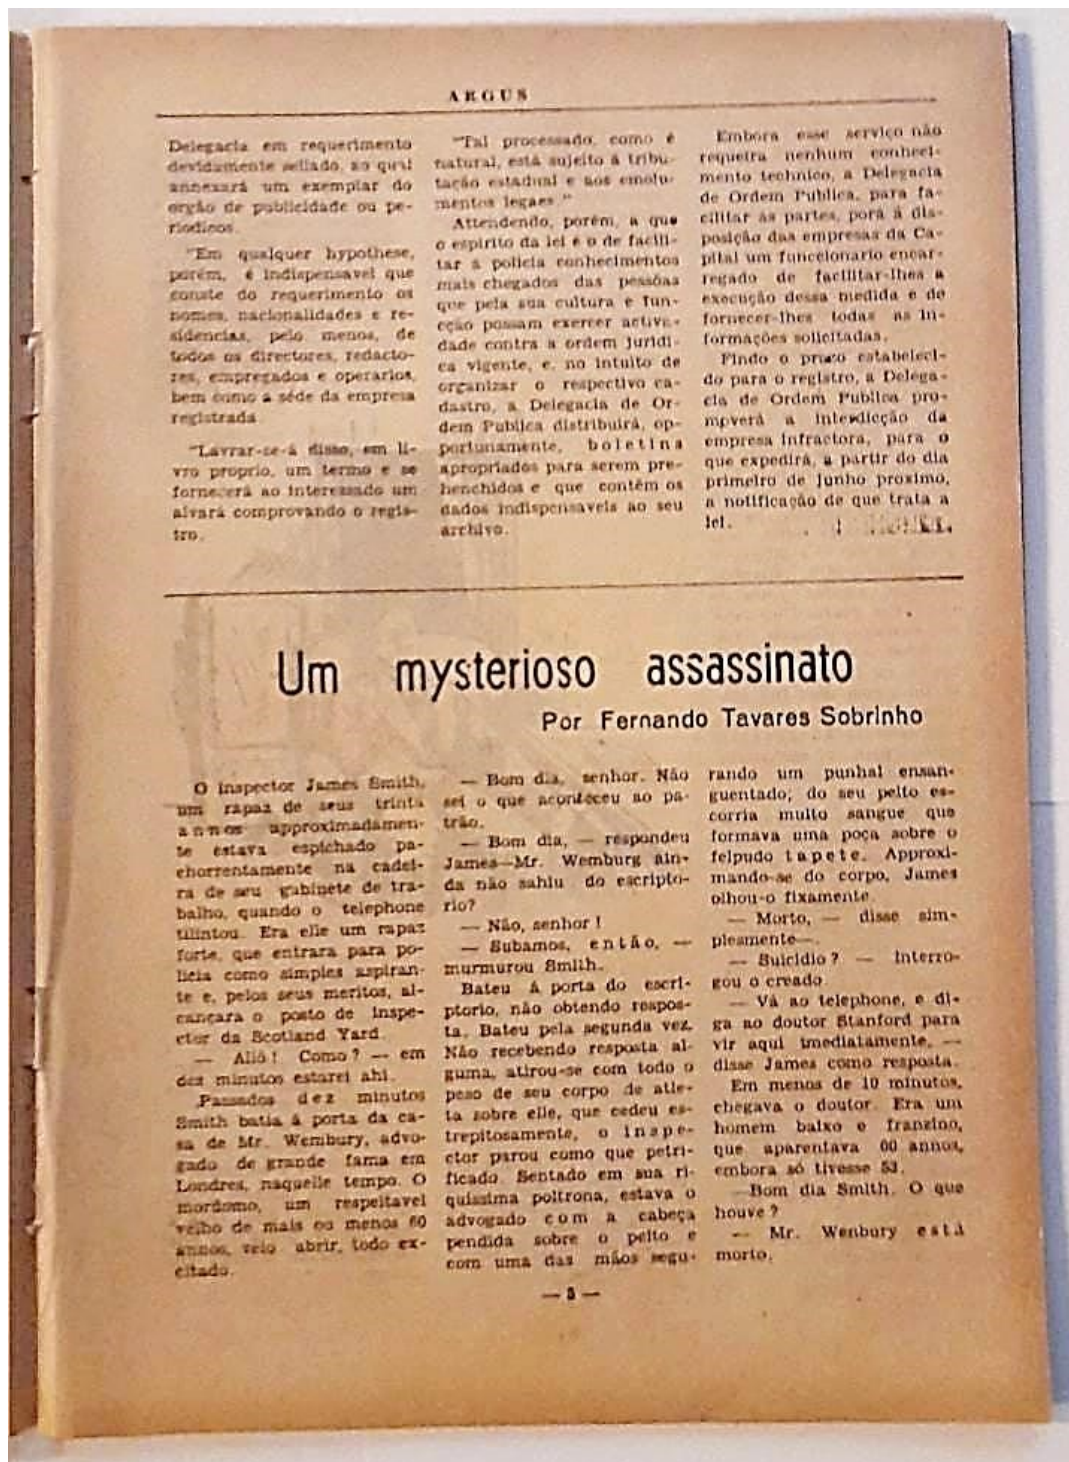 ARGUS
Delegacia em requerimento
devidamente sellado, ao qual
annexará um exemplar do
orgão de publicidade ou pe-
riodicos.
"Em qualquer hypothese,
porém, é indispensavel que
conste do requerimento os
nomes, nacionalidades e re-
sidencias, pelo menos, de
todos os directores, redacto-
res, empregados e operarios,
bem como a séde da empresa
registrada
"Lavrar-se-á disso, em li-
vro proprio, um termo e se
fornecerá ao interessado um
alvará comprovando o regis-
tro.
"Tal processado, como é
natural, está sujeito á tribu-
tação estadual e aos emolu-
mentos legaes."
Attendendo, porém, a que
o espirito da lei é o de facili-
tar á policia conhecimentos
mais chegados das pessôas
que pela sua cultura e fun-
cção possam exercer activi-
dade contra a ordem juridi-
ca vigente, e, no intuito de
organizar o respectivo ca-
dastro, a Delegacia de Or-
dem Publica distribuirá, op-
portunamente, boletins
apropriados para serem pre-
henchidos e que contêm os
dados indispensaveis ao seu
archivo.
Embora esse serviço não
requeira nenhum conheci-
mento technico, a Delegacia
de Ordem Publica, para fa-
cilitar ás partes, porá á dis-
posição das empresas da Ca-
pital um funccionario encar-
regado de facilitar-lhes a
execução dessa medida e de
fornecer-lhes todas as in-
formações solicitadas.
Findo o prazo estabeleci-
do para o registro, a Delega-
cia de Ordem Publica pro-
mpverá a interdicção da
empresa infractora, para o
que expedirá, a partir do dia
primeiro de Junho proximo,
a notificação de que trata a
lei.
Um mysterioso assassinato
Por Fernando Tavares Sobrinho
O inspector James Smith,
um rapaz de seus trinta
annos approximadamen-
te estava espichado pa-
chorrentamente na cadei-
ra de seu gabinete de tra-
balho, quando o telephone
tilintou. Era elle um rapaz
forte, que entrara para po-
licia como simples aspiran-
te e, pelos seus meritos, al-
cançara o posto de inspe-
ctor da Scotland Yard.
— Allô! Como? — em
dez minutos estarei ahi.
Passados dez minutos
Smith batia á porta da ca-
sa de Mr. Wembury, advo-
gado de grande fama em
Londres, naquelle tempo. O
mordomo, um respeitavel
velho de mais ou menos 60
annos, veio abrir, todo ex-
citado.
— Bom dia, senhor. Não
sei o que aconteceu ao pa-
trão.
— Bom dia, — respondeu
James—Mr. Wemburg ain-
da não sahiu do escripto-
rio?
— Não, senhor!
— Subamos, então, —
murmurou Smith.
Bateu á porta do escri-
ptorio, não obtendo respos-
ta. Bateu pela segunda vez.
Não recebendo resposta al-
guma, atirou-se com todo o
peso de seu corpo de atle-
ta sobre elle, que cedeu es-
trepitosamente, o inspe-
ctor parou como que petri-
ficado. Sentado em sua ri-
quissima poltrona, estava o
advogado com a cabeça
pendida sobre o peito e
com uma das mãos segu-
rando um punhal ensan-
guentado; do seu peito es-
corria muito sangue que
formava uma poça sobre o
felpudo tapete. Approxi-
mando-se do corpo, James
olhou-o fixamente.
— Morto, — disse sim-
plesmente—.
— Suicidio? — interro-
gou o creado.
— Vá ao telephone, e di-
ga ao doutor Stanford para
vir aqui imediatamente, —
disse James como resposta.
Em menos de 10 minutos,
chegava o doutor. Era um
homem baixo e franzino,
que aparentava 60 annos,
embora só tivesse 53.
—Bom dia Smith. O que
houve?
— Mr. Wenbury está
morto.